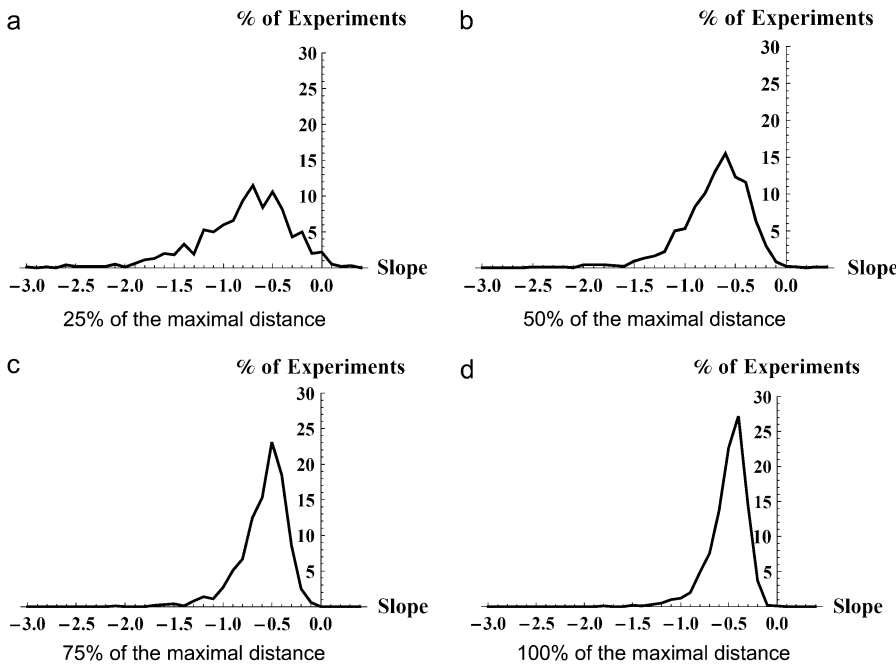 a
% of Experiments
30
25
20
15
10
5
Slope
−3.0 −2.5 −2.0 −1.5 −1.0 −0.5 0.0
25% of the maximal distance
b
% of Experiments
30
25
20
15
10
5
Slope
−3.0 −2.5 −2.0 −1.5 −1.0 −0.5 0.0
50% of the maximal distance
c
% of Experiments
30
25
20
15
10
5
Slope
−3.0 −2.5 −2.0 −1.5 −1.0 −0.5 0.0
75% of the maximal distance
d
% of Experiments
30
25
20
15
10
5
Slope
−3.0 −2.5 −2.0 −1.5 −1.0 −0.5 0.0
100% of the maximal distance